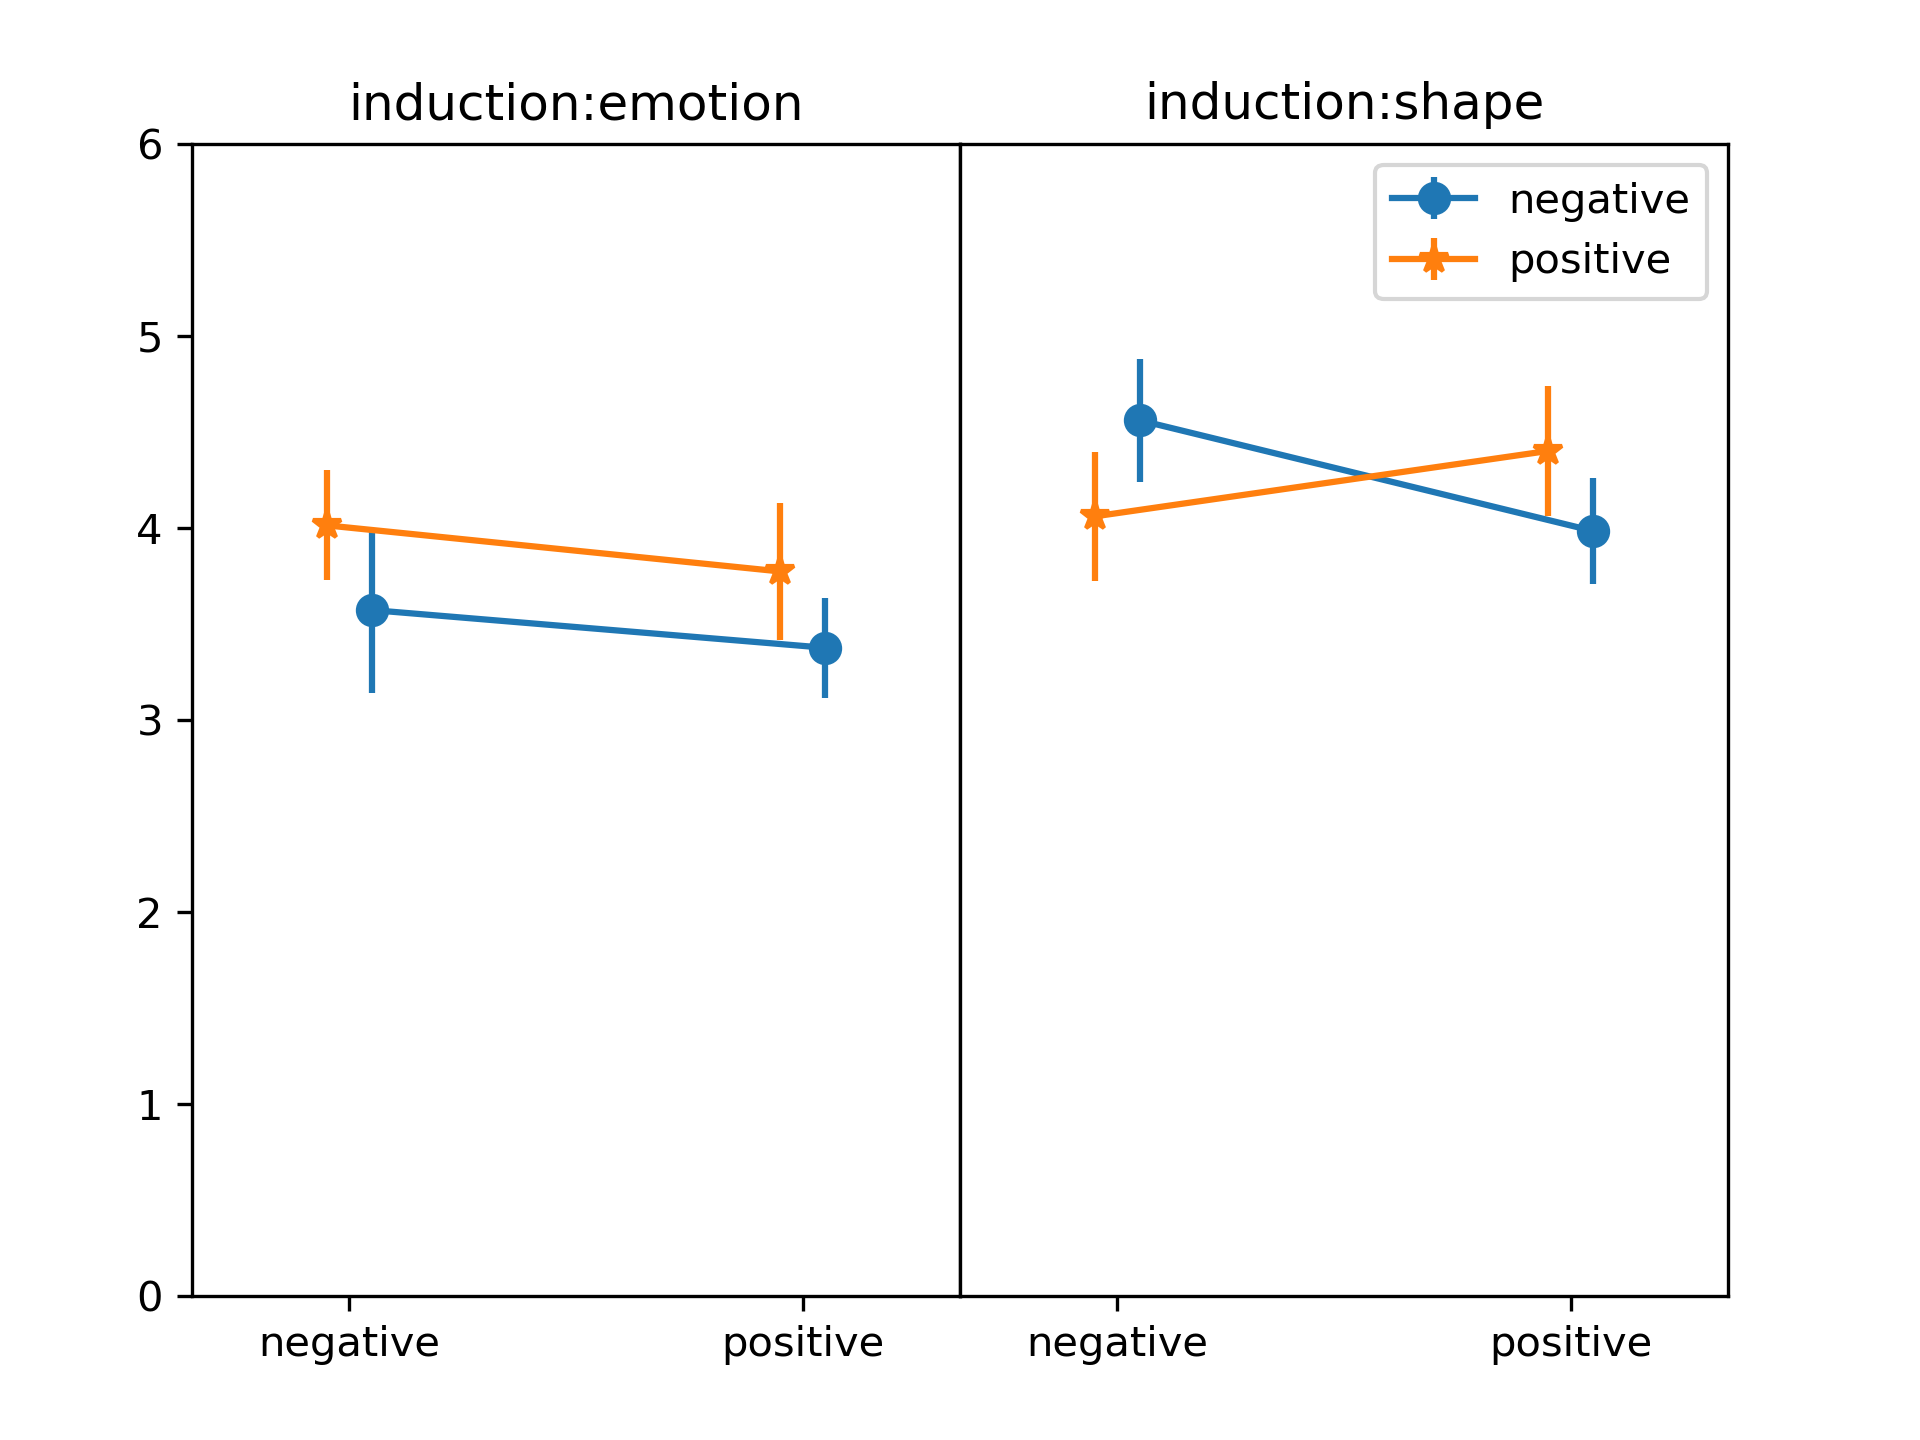 induction:emotion
induction:shape
6
5
4
3
2
1
0
negative
positive
negative
positive
negative
positive